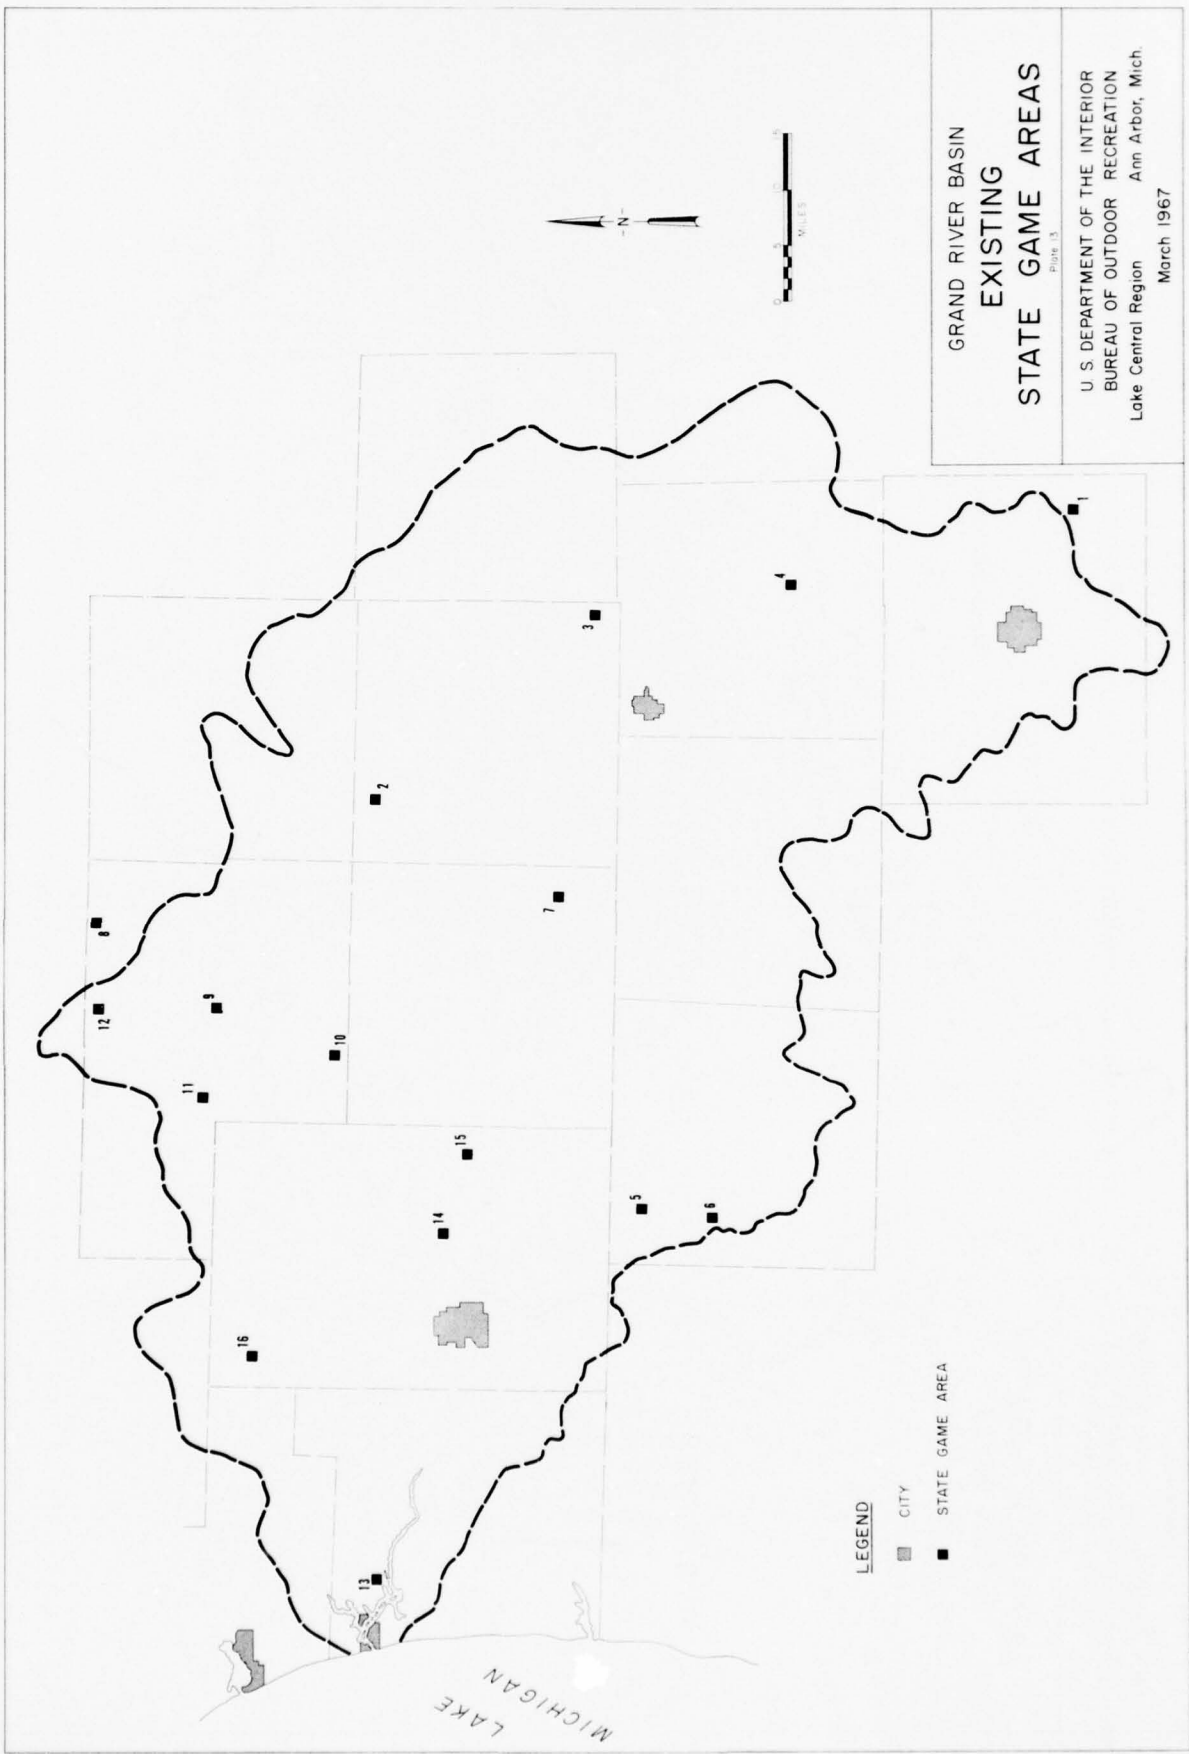 GRAND RIVER BASIN
EXISTING
STATE GAME AREAS
Plate 13
U. S. DEPARTMENT OF THE INTERIOR
BUREAU OF OUTDOOR RECREATION
Lake Central Region Ann Arbor, Mich.
March 1967
-N-
0 5 10 15
MILES
LEGEND
CITY
STATE GAME AREA
LAKE
MICHIGAN
8
12
9
11
10
2
16
14
15
7
3
13
5
6
4
1